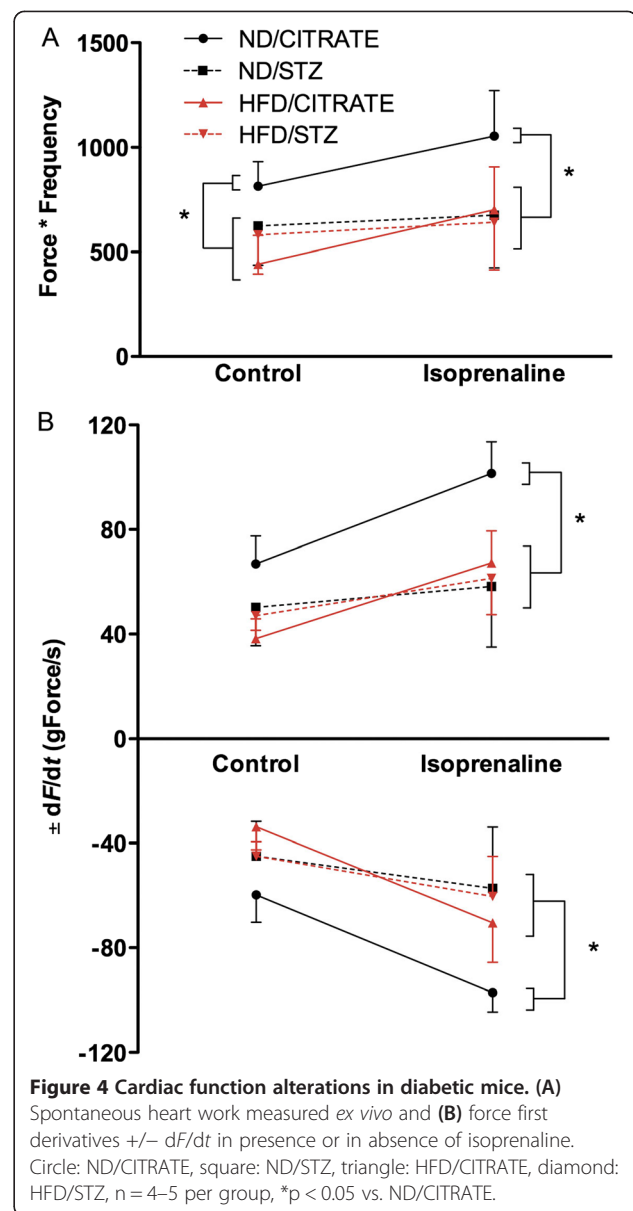 A
1500
1000
500
0
Force * Frequency
ND/CITRATE
ND/STZ
HFD/CITRATE
HFD/STZ
*
*
Control Isoprenaline
B
120
80
40
0
-40
-80
-120
± dF/dt (gForce/s)
*
Control Isoprenaline
*
Figure 4 Cardiac function alterations in diabetic mice. (A)
Spontaneous heart work measured ex vivo and (B) force first
derivatives +/− dF/dt in presence or in absence of isoprenaline.
Circle: ND/CITRATE, square: ND/STZ, triangle: HFD/CITRATE, diamond:
HFD/STZ, n = 4–5 per group, *p < 0.05 vs. ND/CITRATE.